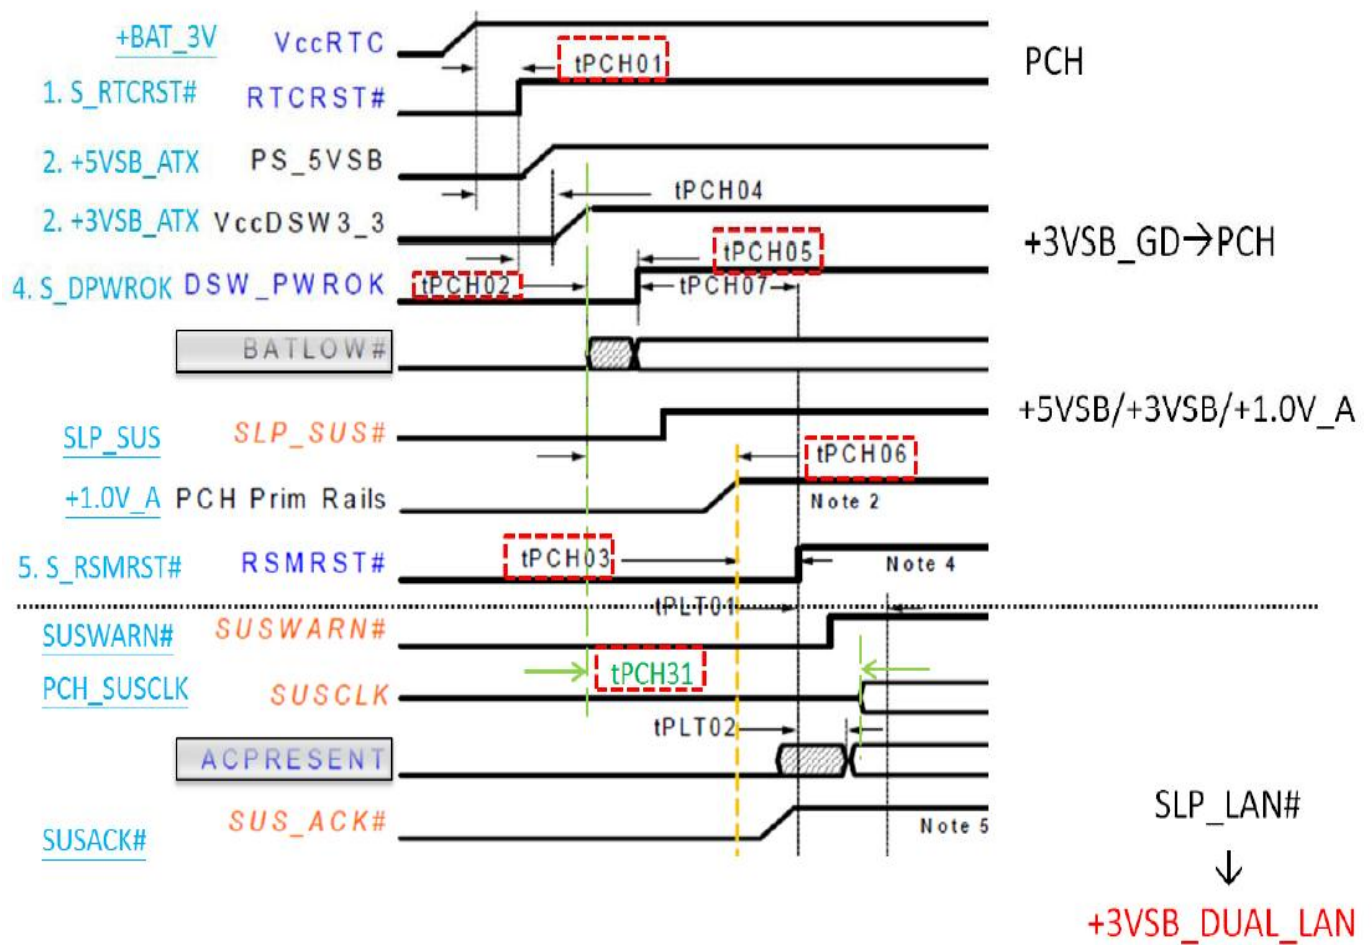 +BAT_3V VccRTC tPCH01 PCH
1. S_RTCRST# RTCRST#
2. +5VSB_ATX PS_5VSB
tPCH04
2. +3VSB_ATX VccDSW3_3
+3VSB_GD→PCH
tPCH05
4. S_DPWROK DSW_PWROK tPCH02 tPCH07
BATLOW#
+5VSB/+3VSB/+1.0V_A
SLP_SUS SLP_SUS#
tPCH06
+1.0V_A PCH Prim Rails Note 2
5. S_RSMRST# RSMRST# tPCH03 Note 4
tPLT01
SUSWARN# SUSWARN#
tPCH31
PCH_SUSCLK SUSCLK
tPLT02
ACPRESENT
SLP_LAN#
SUSACK# SUS_ACK# Note 5
↓
+3VSB_DUAL_LAN